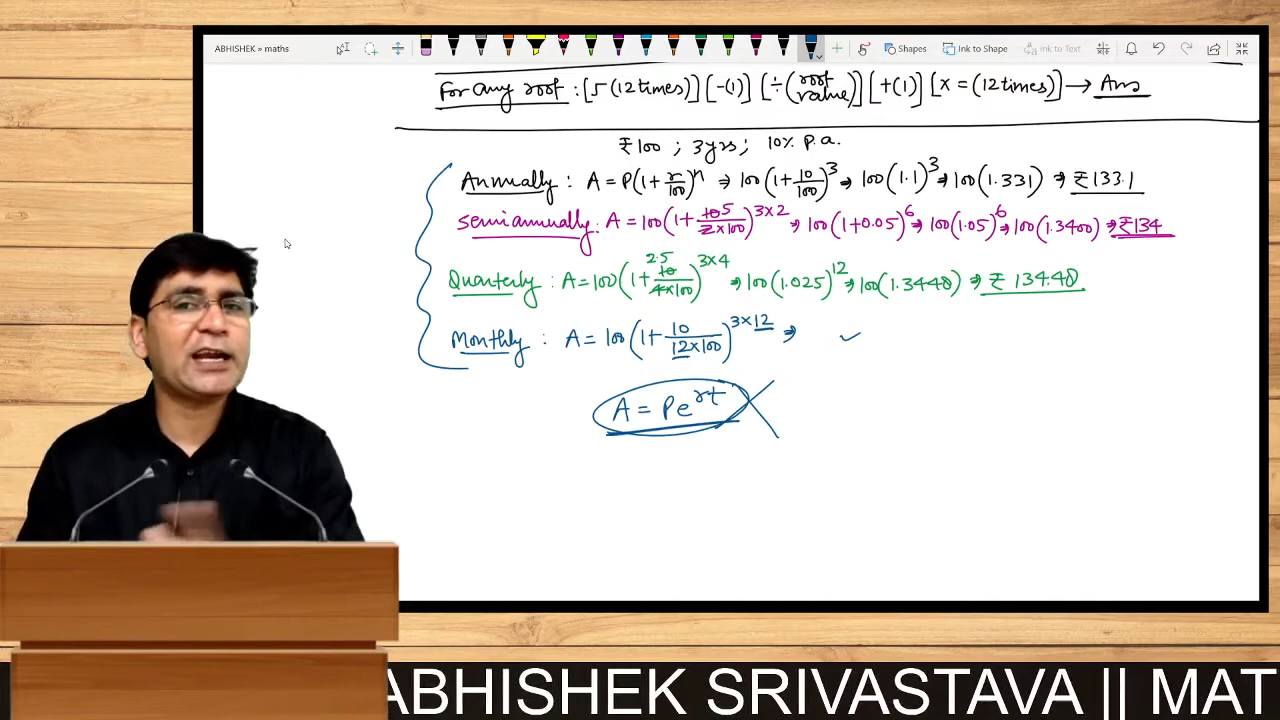 ABHISHEK » maths
Shapes Ink to Shape Ink to Text
For any root : [√ (12 times)] [-(1)] [÷(root value)] [+(1)] [x = (12 times)] → Ans
₹100 ; 3yrs ; 10% p.a.
Annually : A = P(1+r/100)^n ⇒ 100(1+10/100)^3 ⇒ 100(1.1)^3 ⇒ 100(1.331) ⇒ ₹133.1
Semiannually : A = 100(1+10 5/2×100)^3×2 ⇒ 100(1+0.05)^6 ⇒ 100(1.05)^6 ⇒ 100(1.3400) ⇒ ₹134
Quarterly : A = 100(1+2.5 10/4×100)^3×4 ⇒ 100(1.025)^12 ⇒ 100(1.3448) ⇒ ₹ 134.48
Monthly : A = 100(1+10/12×100)^3×12 ⇒ ✓
A = Pe^rt
ABHISHEK SRIVASTAVA || MAT